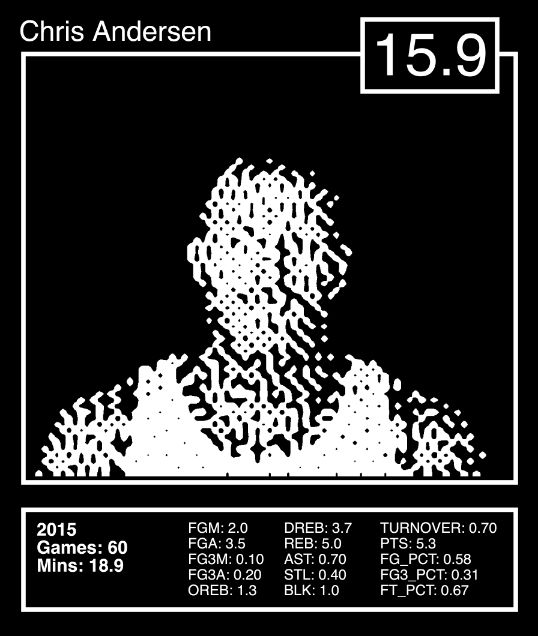 Chris Andersen
15.9
2015
Games: 60
Mins: 18.9
FGM: 2.0
FGA: 3.5
FG3M: 0.10
FG3A: 0.20
OREB: 1.3
DREB: 3.7
REB: 5.0
AST: 0.70
STL: 0.40
BLK: 1.0
TURNOVER: 0.70
PTS: 5.3
FG_PCT: 0.58
FG3_PCT: 0.31
FT_PCT: 0.67